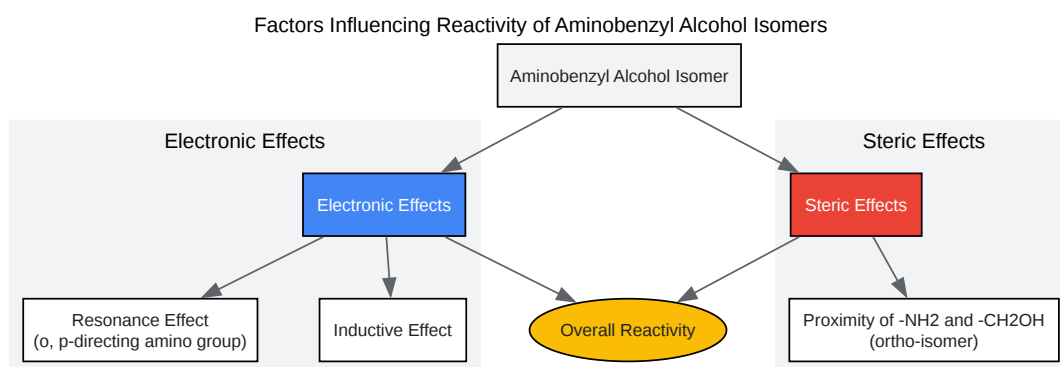 Factors Influencing Reactivity of Aminobenzyl Alcohol Isomers
Aminobenzyl Alcohol Isomer
Electronic Effects
Steric Effects
Electronic Effects
Steric Effects
Resonance Effect
(o, p-directing amino group)
Inductive Effect
Overall Reactivity
Proximity of -NH2 and -CH2OH
(ortho-isomer)